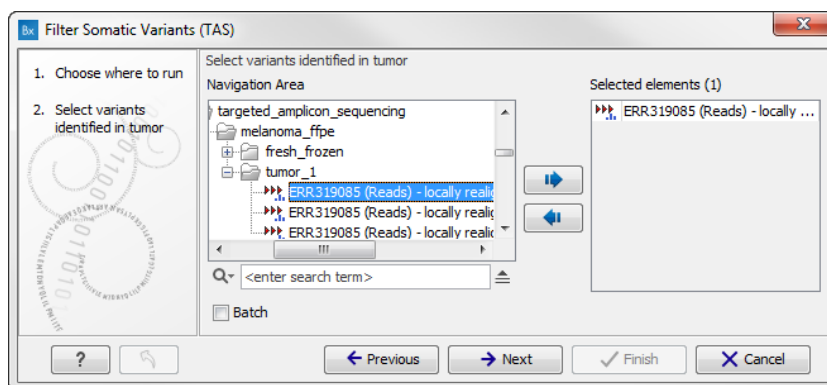 Bx Filter Somatic Variants (TAS)
1. Choose where to run
2. Select variants
identified in tumor
Select variants identified in tumor
Navigation Area
targeted_amplicon_sequencing
melanoma_ffpe
fresh_frozen
tumor_1
ERR319085 (Reads) - locally realig
ERR319085 (Reads) - locally realig
ERR319085 (Reads) - locally realig
<enter search term>
Batch
Selected elements (1)
ERR319085 (Reads) - locally ...
?
Previous
Next
Finish
Cancel